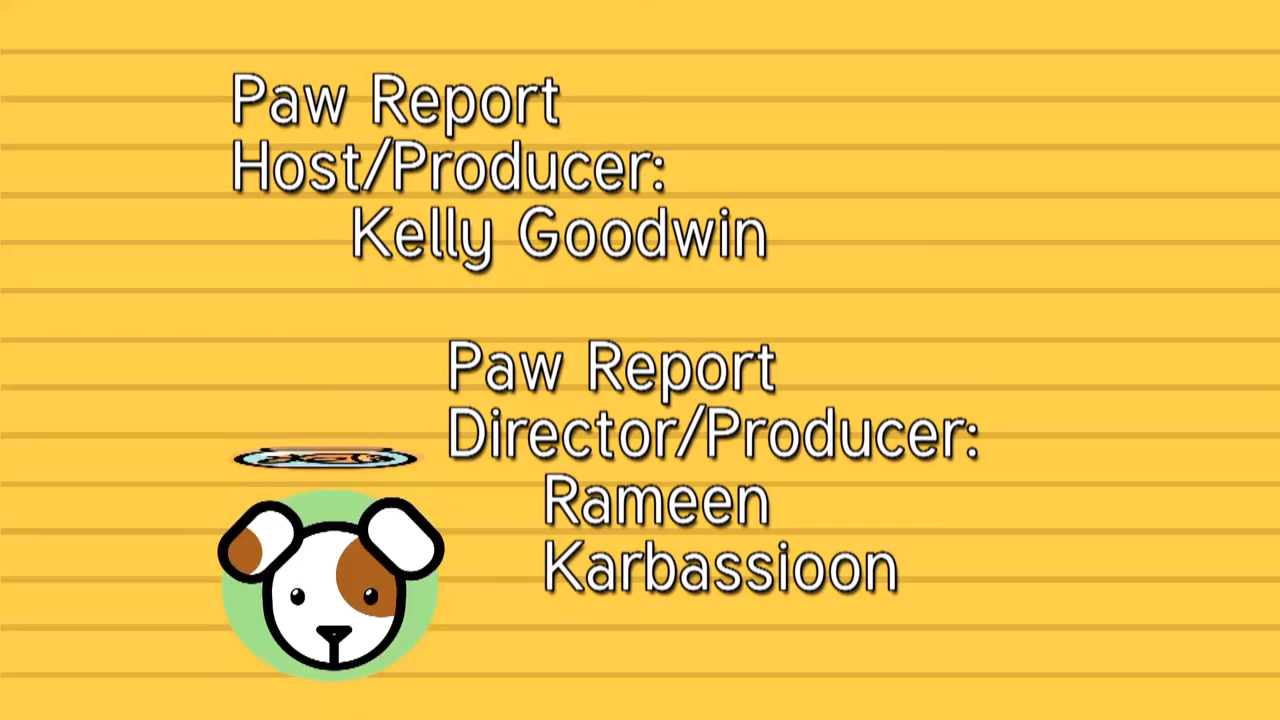 Paw Report
Host/Producer:
Kelly Goodwin
Paw Report
Director/Producer:
Rameen
Karbassioon